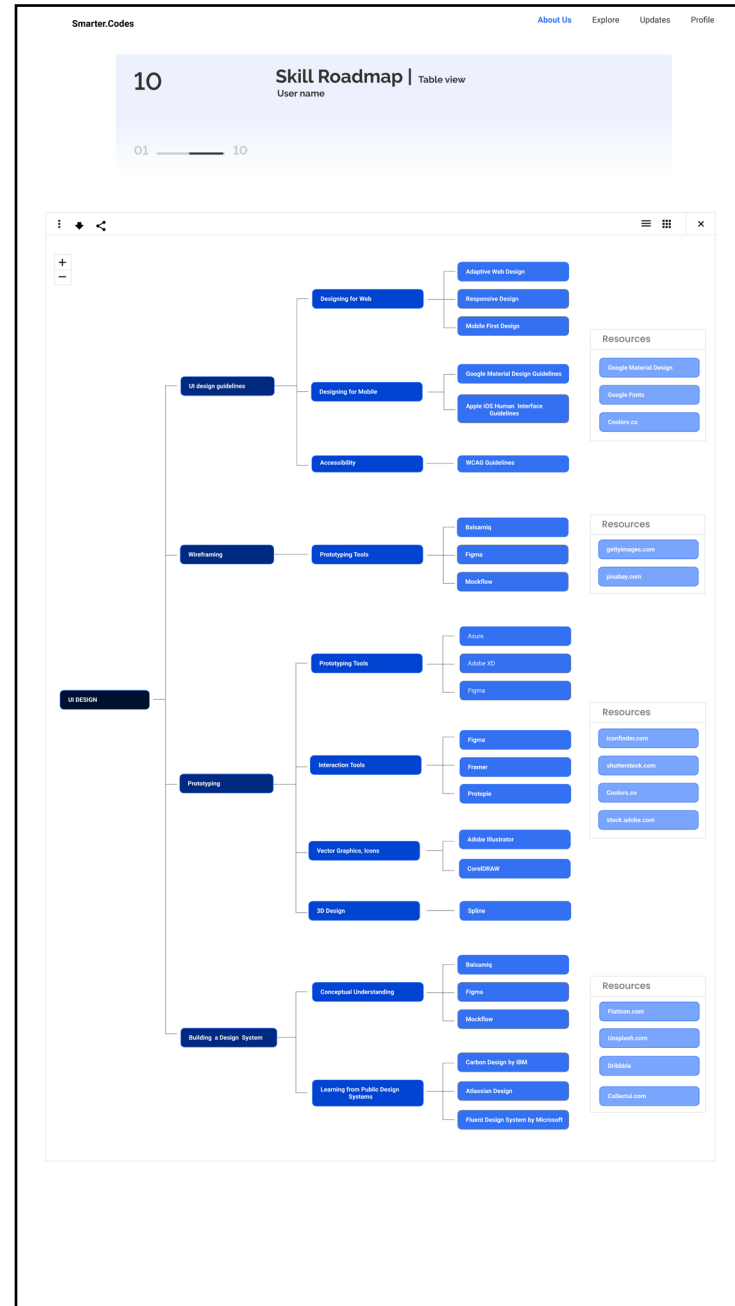 Smarter.Codes
About Us Explore Updates Profile
10
Skill Roadmap | Table view
User name
01 10
+
−
UI DESIGN
UI design guidelines
Designing for Web
Adaptive Web Design
Responsive Design
Mobile First Design
Designing for Mobile
Google Material Design Guidelines
Apple iOS Human Interface
Guidelines
Accessibility
WCAG Guidelines
Resources
Google Material Design
Google Fonts
Coolors.co
Wireframing
Prototyping Tools
Balsamiq
Figma
Mockflow
Resources
gettyimages.com
pixabay.com
Prototyping
Prototyping Tools
Axure
Adobe XD
Figma
Interaction Tools
Figma
Framer
Protopie
Vector Graphics, Icons
Adobe Illustrator
CorelDRAW
3D Design
Spline
Resources
iconfinder.com
shutterstock.com
Coolors.co
stock.adobe.com
Building a Design System
Conceptual Understanding
Balsamiq
Figma
Mockflow
Learning from Public Design
Systems
Carbon Design by IBM
Atlassian Design
Fluent Design System by Microsoft
Resources
Flaticon.com
Unsplash.com
Dribbble
Collectui.com